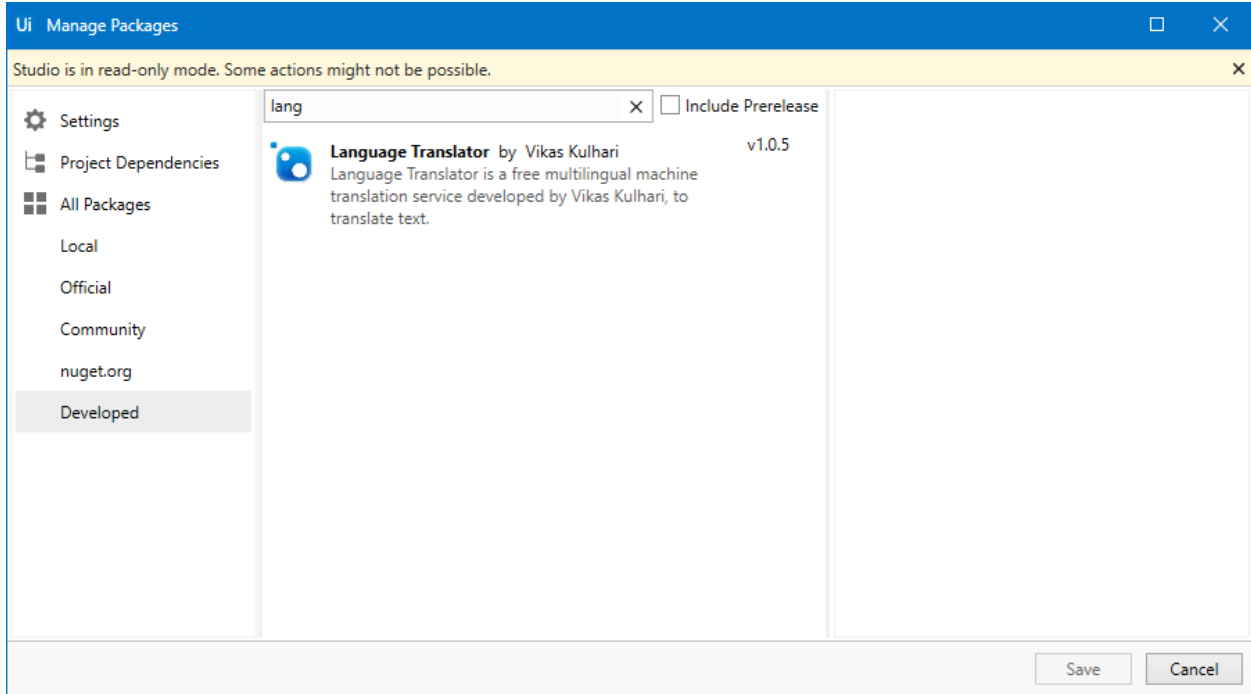 Ui Manage Packages
Studio is in read-only mode. Some actions might not be possible.
Settings
Project Dependencies
All Packages
Local
Official
Community
nuget.org
Developed
lang
Include Prerelease
Language Translator by Vikas Kulhari
v1.0.5
Language Translator is a free multilingual machine
translation service developed by Vikas Kulhari, to
translate text.
Save
Cancel